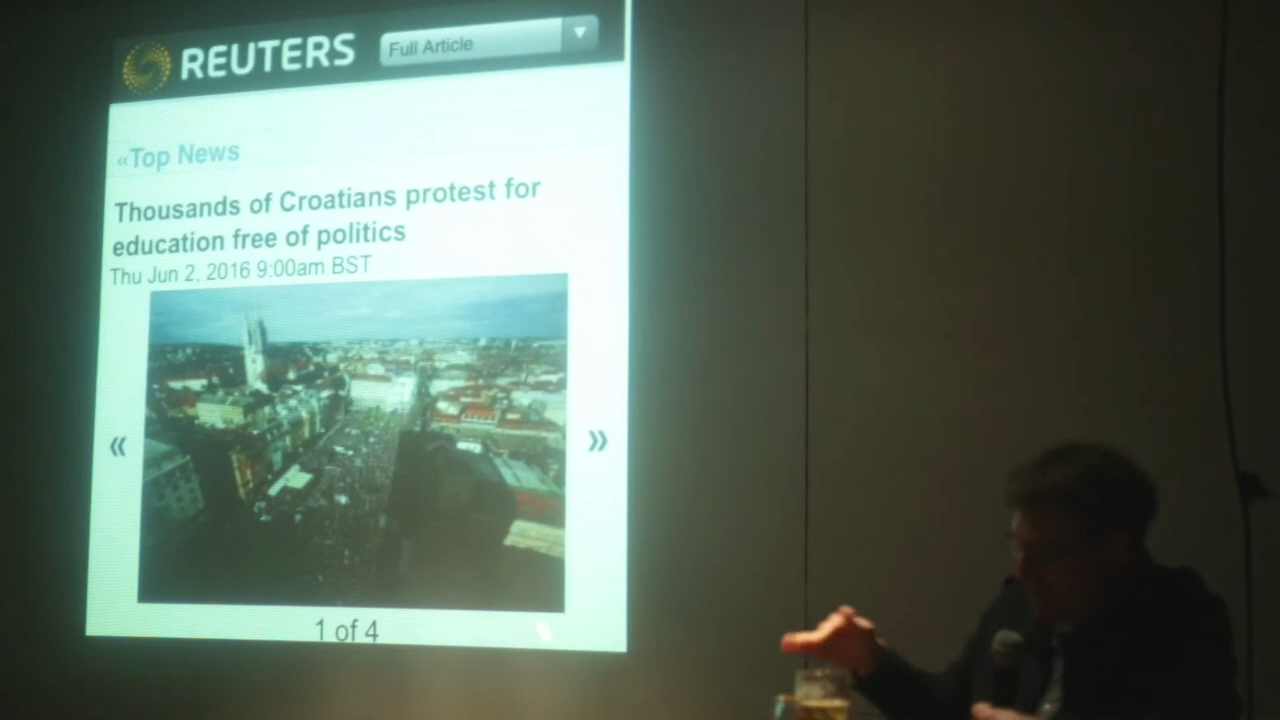 REUTERS
Full Article
«Top News
Thousands of Croatians protest for
education free of politics
Thu Jun 2, 2016 9:00am BST
« »
1 of 4